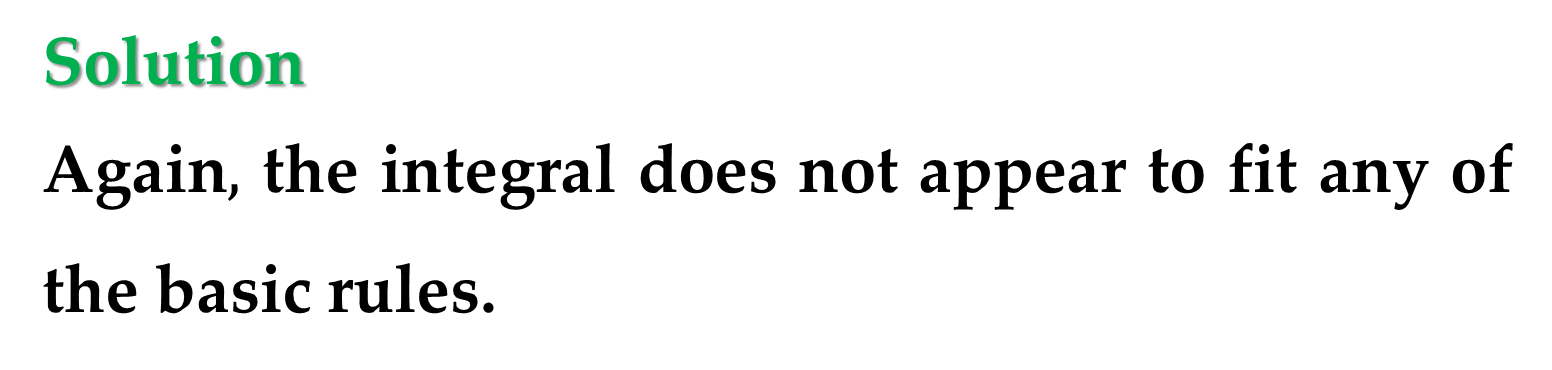 Solution
Again, the integral does not appear to fit any of
the basic rules.